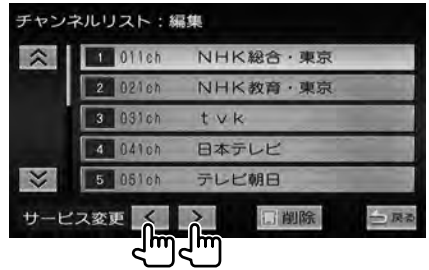 チャンネルリスト：編集
1 011ch NHK総合・東京
2 021ch NHK教育・東京
3 031ch tvk
4 041ch 日本テレビ
5 051ch テレビ朝日
サービス変更 < > 削除 戻る